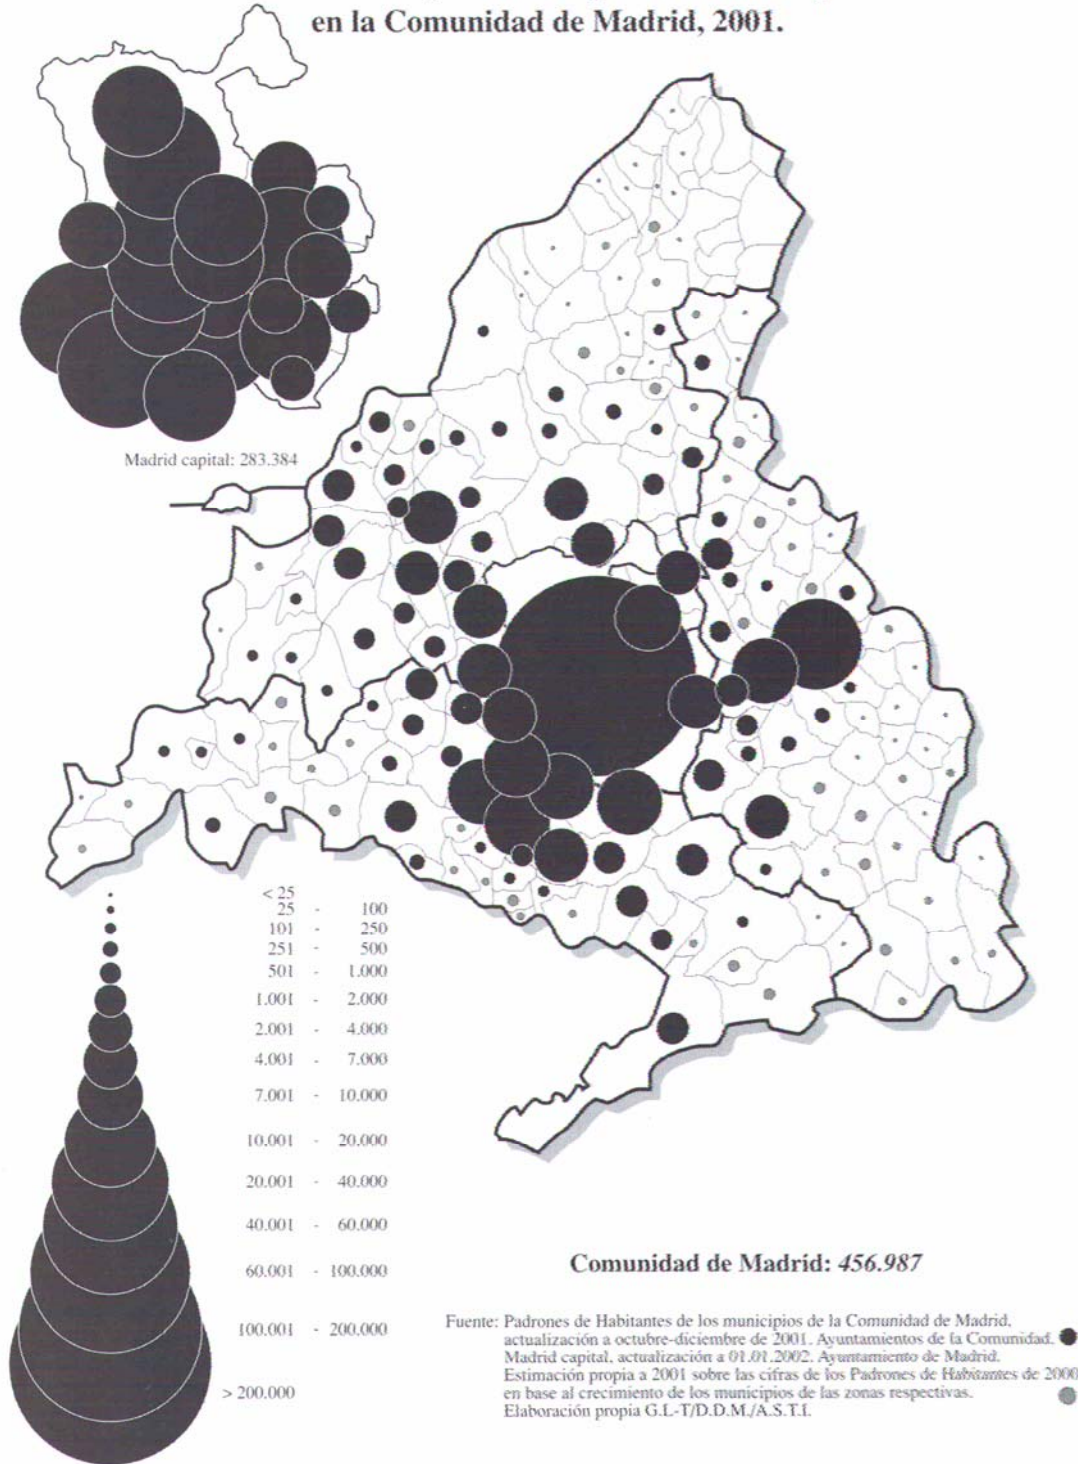 en la Comunidad de Madrid, 2001.
Madrid capital: 283.384
< 25
25 - 100
101 - 250
251 - 500
501 - 1.000
1.001 - 2.000
2.001 - 4.000
4.001 - 7.000
7.001 - 10.000
10.001 - 20.000
20.001 - 40.000
40.001 - 60.000
60.001 - 100.000
100.001 - 200.000
> 200.000
Comunidad de Madrid: 456.987
Fuente: Padrones de Habitantes de los municipios de la Comunidad de Madrid,
actualización a octubre-diciembre de 2001. Ayuntamientos de la Comunidad.
Madrid capital, actualización a 01.01.2002. Ayuntamiento de Madrid.
Estimación propia a 2001 sobre las cifras de los Padrones de Habitantes de 2000
en base al crecimiento de los municipios de las zonas respectivas.
Elaboración propia G.L-T/D.D.M./A.S.T.I.